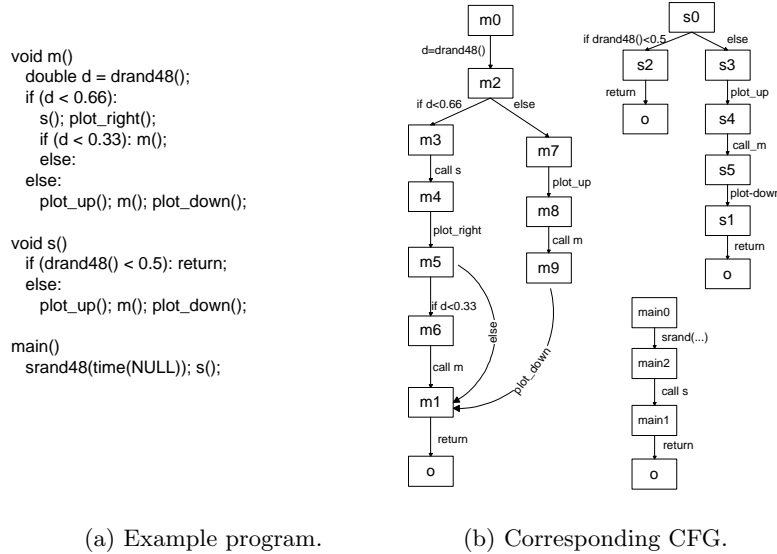 void m()
double d = drand48();
if (d < 0.66):
s(); plot_right();
if (d < 0.33): m();
else:
else:
plot_up(); m(); plot_down();
void s()
if (drand48() < 0.5): return;
else:
plot_up(); m(); plot_down();
main()
srand48(time(NULL)); s();
(a) Example program.
m0
d=drand48()
m2
if d<0.66
else
m3
call s
m4
plot_right
m5
if d<0.33
else
m6
call m
m1
return
o
m7
plot_up
m8
call m
m9
plot_down
s0
if drand48()<0.5
else
s2
return
o
s3
plot_up
s4
call_m
s5
plot-down
s1
return
o
main0
srand(...)
main2
call s
main1
return
o
(b) Corresponding CFG.